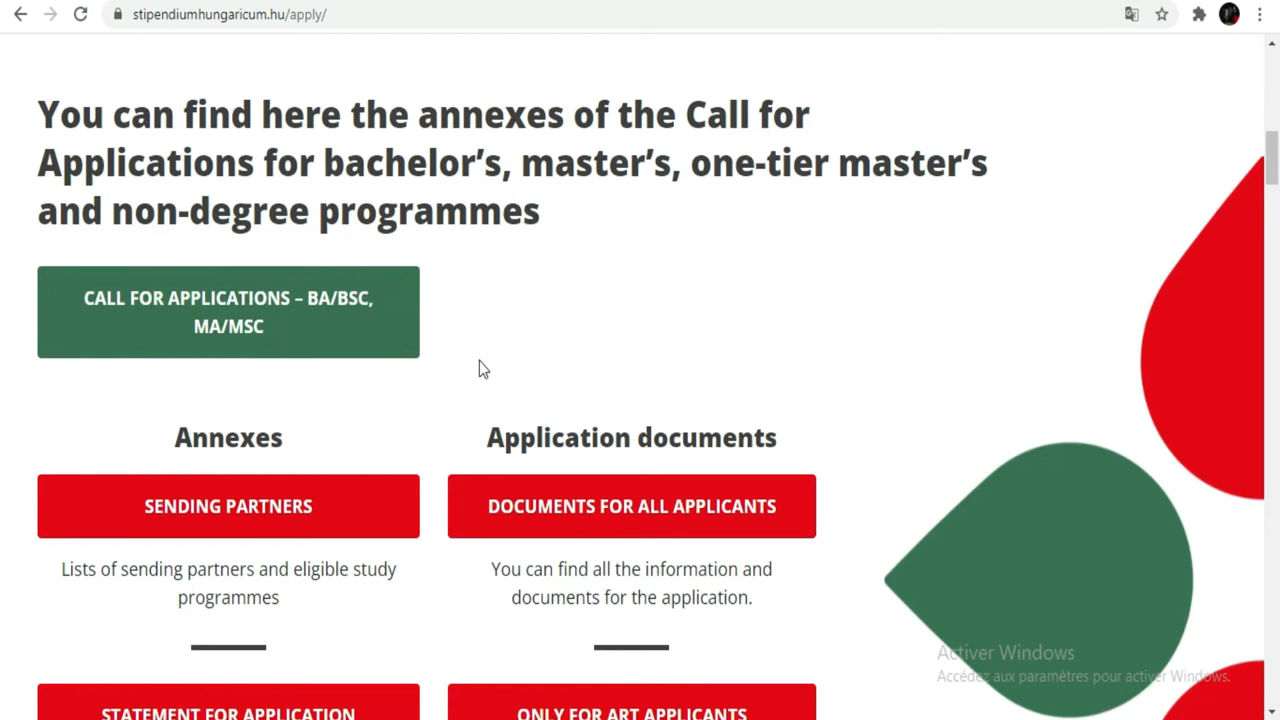 stipendiumhungaricum.hu/apply/
You can find here the annexes of the Call for
Applications for bachelor’s, master’s, one-tier master’s
and non-degree programmes
CALL FOR APPLICATIONS – BA/BSC,
MA/MSC
Annexes
SENDING PARTNERS
Lists of sending partners and eligible study
programmes
STATEMENT FOR APPLICATION
Application documents
DOCUMENTS FOR ALL APPLICANTS
You can find all the information and
documents for the application.
ONLY FOR ART APPLICANTS
Activer Windows
Accédez aux paramètres pour activer Windows.